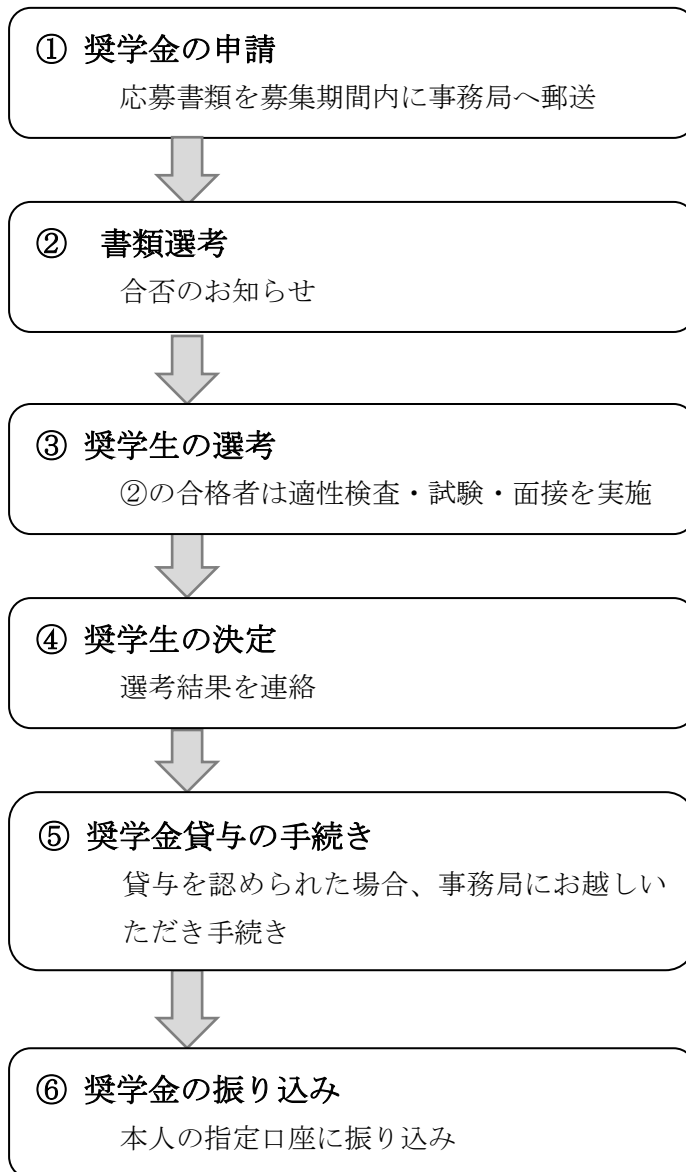 ① 奨学金の申請
応募書類を募集期間内に事務局へ郵送
② 書類選考
合否のお知らせ
③ 奨学生の選考
②の合格者は適性検査・試験・面接を実施
④ 奨学生の決定
選考結果を連絡
⑤ 奨学金貸与の手続き
貸与を認められた場合、事務局にお越しい
ただき手続き
⑥ 奨学金の振り込み
本人の指定口座に振り込み